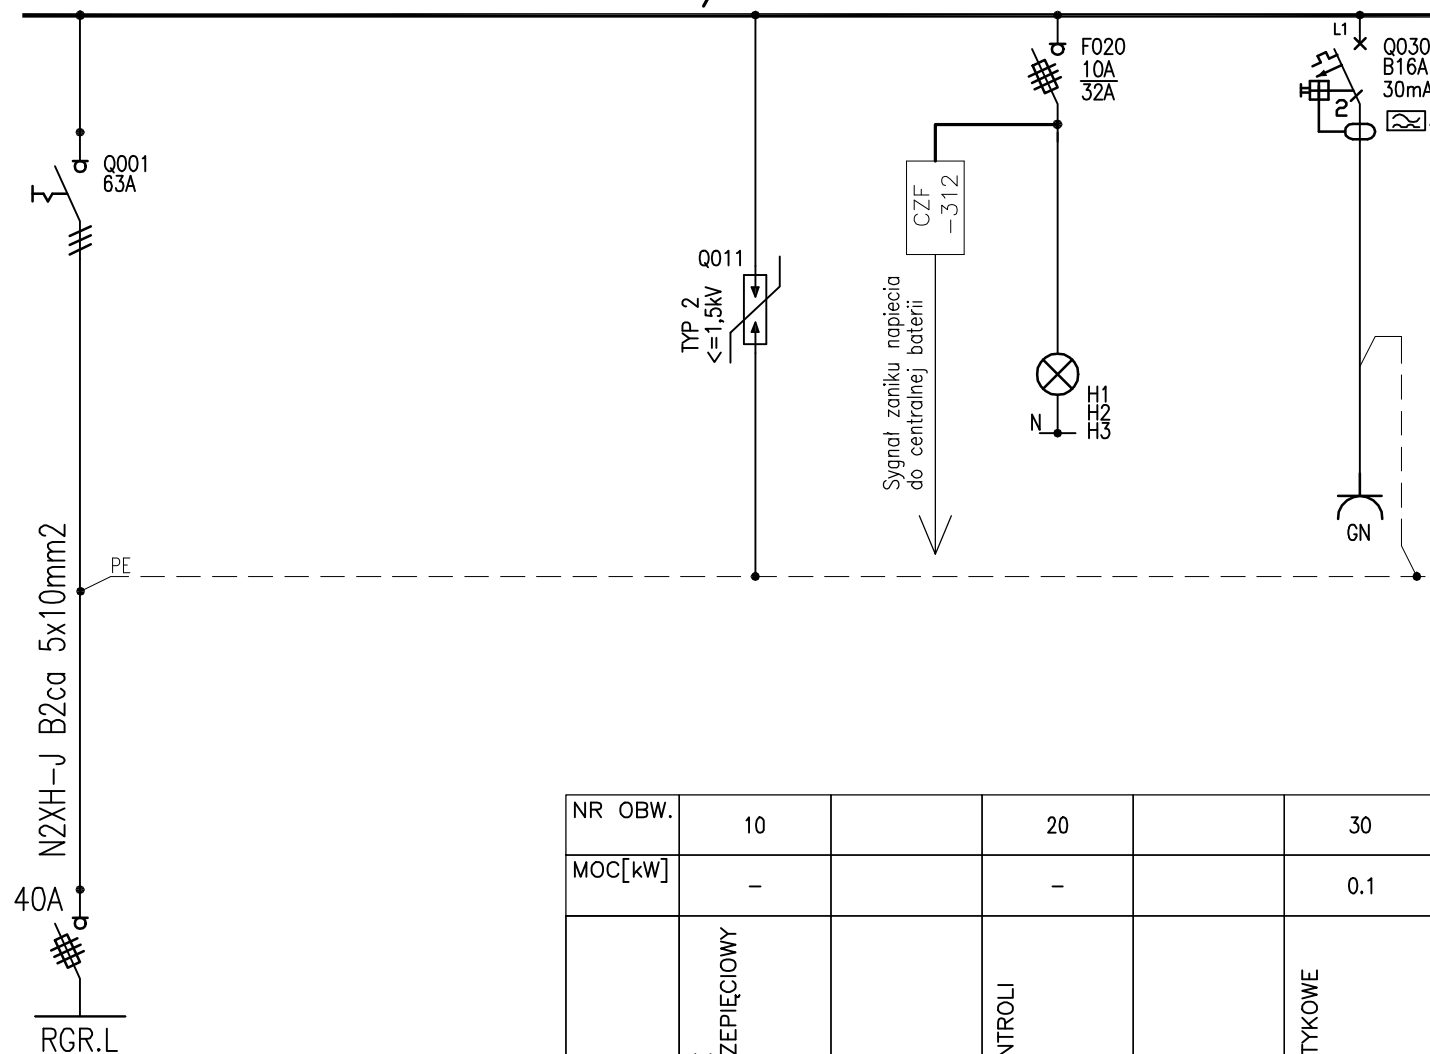 L1
Q030
B16A
30mA
2
F020
10A
32A
Q001
63A
CZF
-312
Q011
TYP 2
<=1,5kV
Sygnał zaniku napiecia
do centralnej baterii
H1
H2
H3
N
GN
PE
N2XH-J B2ca 5x10mm2
40A
RGR.L
NR OBW.
10
20
30
MOC[kW]
-
-
0.1
ZEPIĘCIOWY
NTROLI
TYKOWE